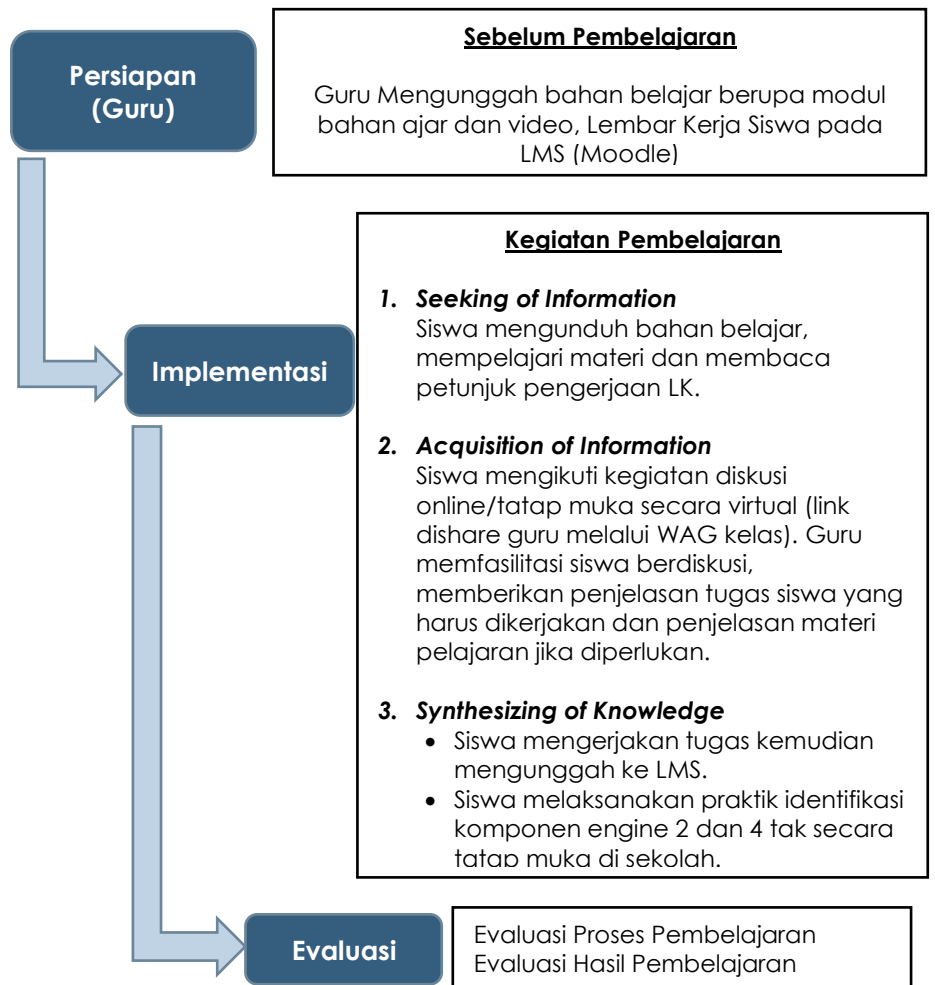 Persiapan
(Guru)
Sebelum Pembelajaran
Guru Mengunggah bahan belajar berupa modul
bahan ajar dan video, Lembar Kerja Siswa pada
LMS (Moodle)
Implementasi
Kegiatan Pembelajaran
1. Seeking of Information
Siswa mengunduh bahan belajar,
mempelajari materi dan membaca
petunjuk pengerjaan LK.
2. Acquisition of Information
Siswa mengikuti kegiatan diskusi
online/tatap muka secara virtual (link
dishare guru melalui WAG kelas). Guru
memfasilitasi siswa berdiskusi,
memberikan penjelasan tugas siswa yang
harus dikerjakan dan penjelasan materi
pelajaran jika diperlukan.
3. Synthesizing of Knowledge
• Siswa mengerjakan tugas kemudian
mengunggah ke LMS.
• Siswa melaksanakan praktik identifikasi
komponen engine 2 dan 4 tak secara
tatap muka di sekolah.
Evaluasi
Evaluasi Proses Pembelajaran
Evaluasi Hasil Pembelajaran